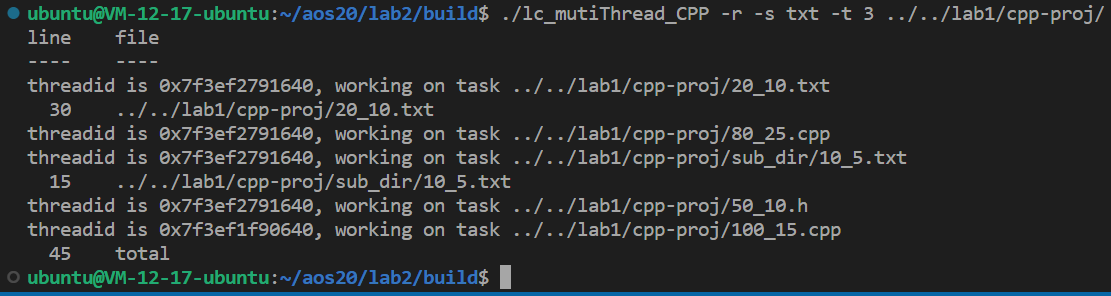 ubuntu@VM-12-17-ubuntu:~/aos20/lab2/build$ ./lc_mutiThread_CPP -r -s txt -t 3 ../../lab1/cpp-proj/
line    file
----    ----
threadid is 0x7f3ef2791640, working on task ../../lab1/cpp-proj/20_10.txt
  30    ../../lab1/cpp-proj/20_10.txt
threadid is 0x7f3ef2791640, working on task ../../lab1/cpp-proj/80_25.cpp
threadid is 0x7f3ef2791640, working on task ../../lab1/cpp-proj/sub_dir/10_5.txt
  15    ../../lab1/cpp-proj/sub_dir/10_5.txt
threadid is 0x7f3ef2791640, working on task ../../lab1/cpp-proj/50_10.h
threadid is 0x7f3ef1f90640, working on task ../../lab1/cpp-proj/100_15.cpp
  45    total
ubuntu@VM-12-17-ubuntu:~/aos20/lab2/build$